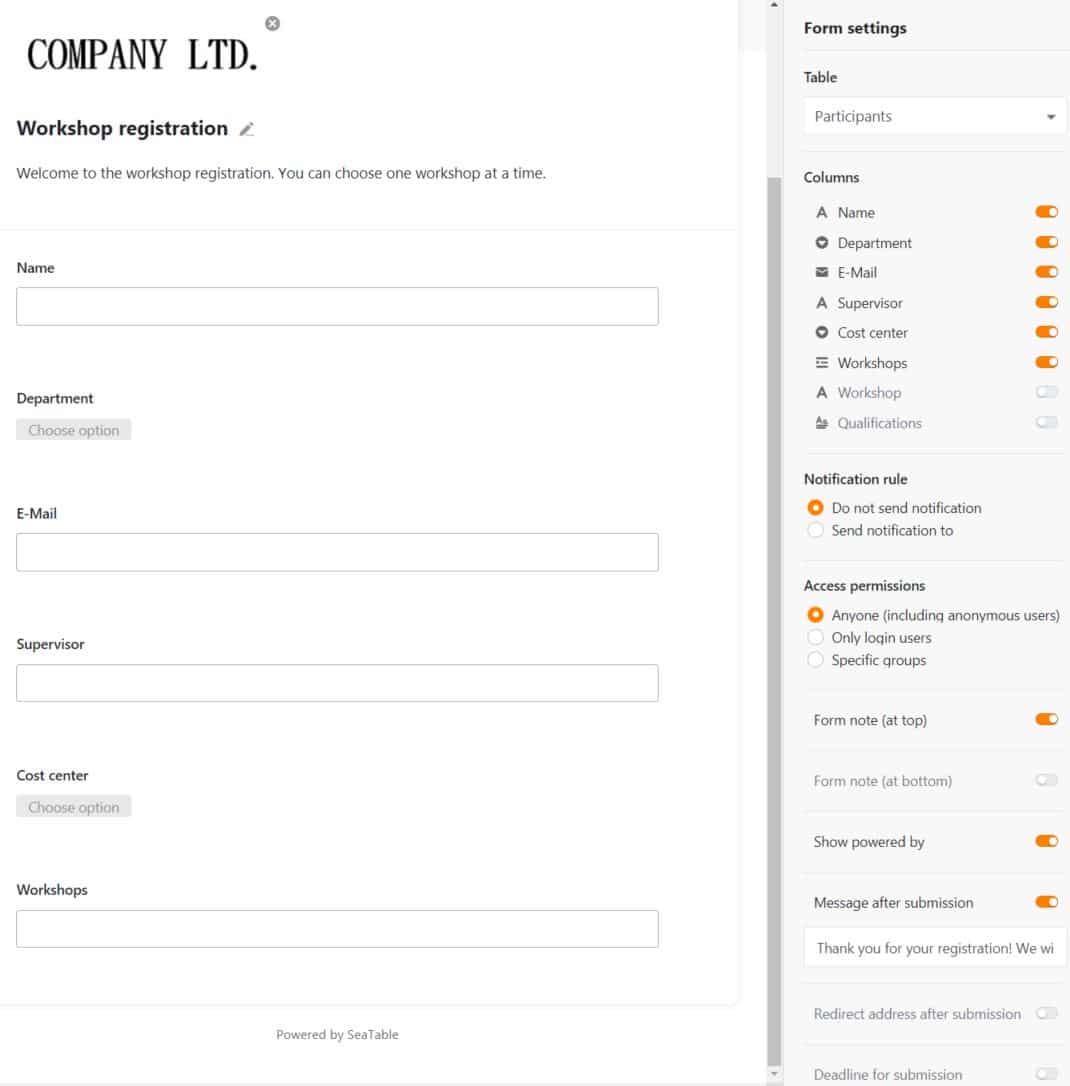 COMPANY LTD.
Workshop registration
Welcome to the workshop registration. You can choose one workshop at a time.
Name
Department
Choose option
E-Mail
Supervisor
Cost center
Choose option
Workshops
Powered by SeaTable
Form settings
Table
Participants
Columns
Name
Department
E-Mail
Supervisor
Cost center
Workshops
Workshop
Qualifications
Notification rule
Do not send notification
Send notification to
Access permissions
Anyone (including anonymous users)
Only login users
Specific groups
Form note (at top)
Form note (at bottom)
Show powered by
Message after submission
Thank you for your registration! We wi
Redirect address after submission
Deadline for submission